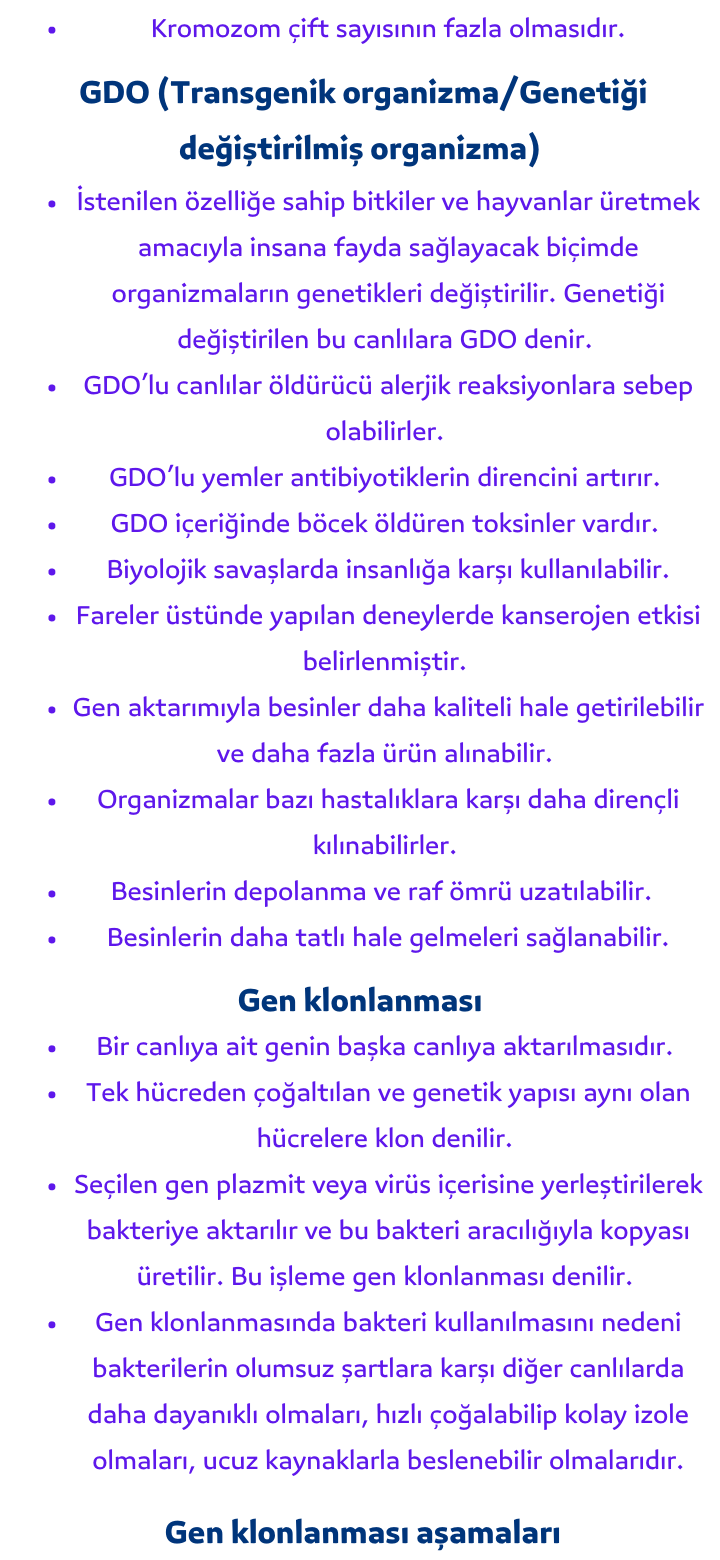 • Kromozom çift sayısının fazla olmasıdır.
GDO (Transgenik organizma/Genetiği
değiştirilmiş organizma)
• İstenilen özelliğe sahip bitkiler ve hayvanlar üretmek
amacıyla insana fayda sağlayacak biçimde
organizmaların genetikleri değiştirilir. Genetiği
değiştirilen bu canlılara GDO denir.
• GDO’lu canlılar öldürücü alerjik reaksiyonlara sebep
olabilirler.
• GDO’lu yemler antibiyotiklerin direncini artırır.
• GDO içeriğinde böcek öldüren toksinler vardır.
• Biyolojik savaşlarda insanlığa karşı kullanılabilir.
• Fareler üstünde yapılan deneylerde kanserojen etkisi
belirlenmiştir.
• Gen aktarımıyla besinler daha kaliteli hale getirilebilir
ve daha fazla ürün alınabilir.
• Organizmalar bazı hastalıklara karşı daha dirençli
kılınabilirler.
• Besinlerin depolanma ve raf ömrü uzatılabilir.
• Besinlerin daha tatlı hale gelmeleri sağlanabilir.
Gen klonlanması
• Bir canlıya ait genin başka canlıya aktarılmasıdır.
• Tek hücreden çoğaltılan ve genetik yapısı aynı olan
hücrelere klon denilir.
• Seçilen gen plazmit veya virüs içerisine yerleştirilerek
bakteriye aktarılır ve bu bakteri aracılığıyla kopyası
üretilir. Bu işleme gen klonlanması denilir.
• Gen klonlanmasında bakteri kullanılmasını nedeni
bakterilerin olumsuz şartlara karşı diğer canlılarda
daha dayanıklı olmaları, hızlı çoğalabilip kolay izole
olmaları, ucuz kaynaklarla beslenebilir olmalarıdır.
Gen klonlanması aşamaları